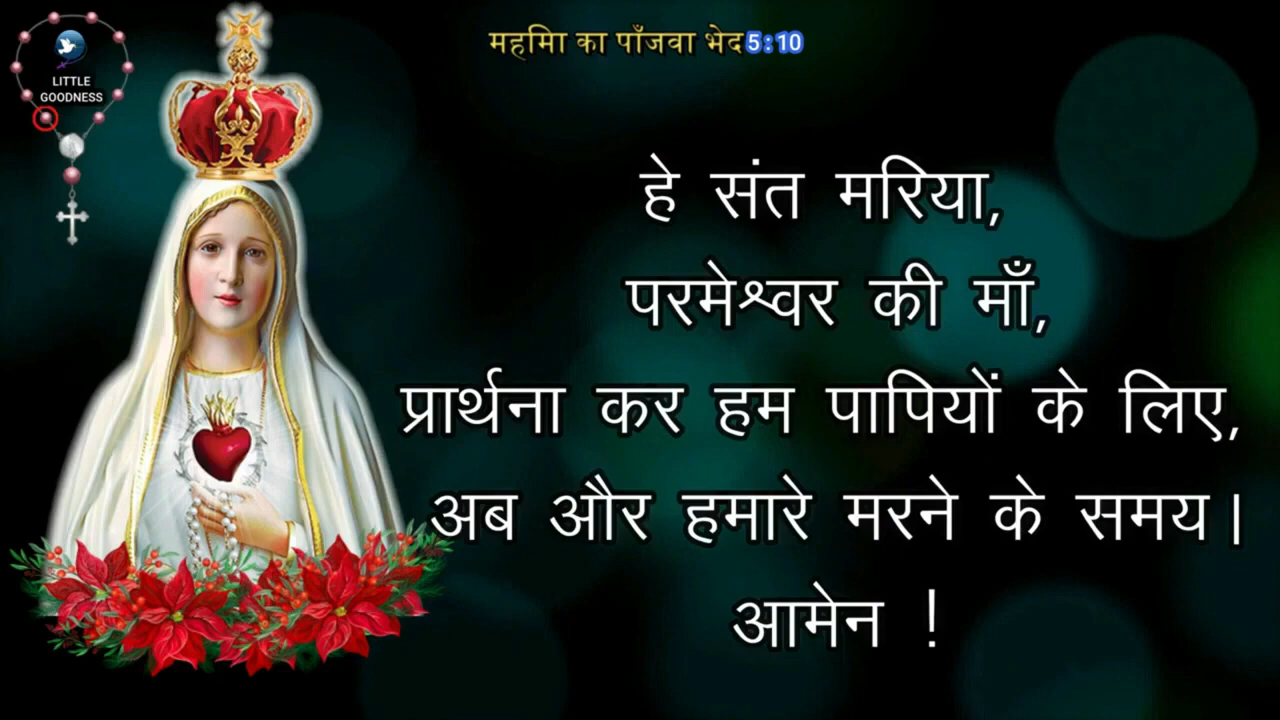 LITTLE
GOODNESS
महिमा का पाँजवा भेद 5:10
हे संत मरिया,
परमेश्वर की माँ,
प्रार्थना कर हम पापियों के लिए,
अब और हमारे मरने के समय।
आमेन !